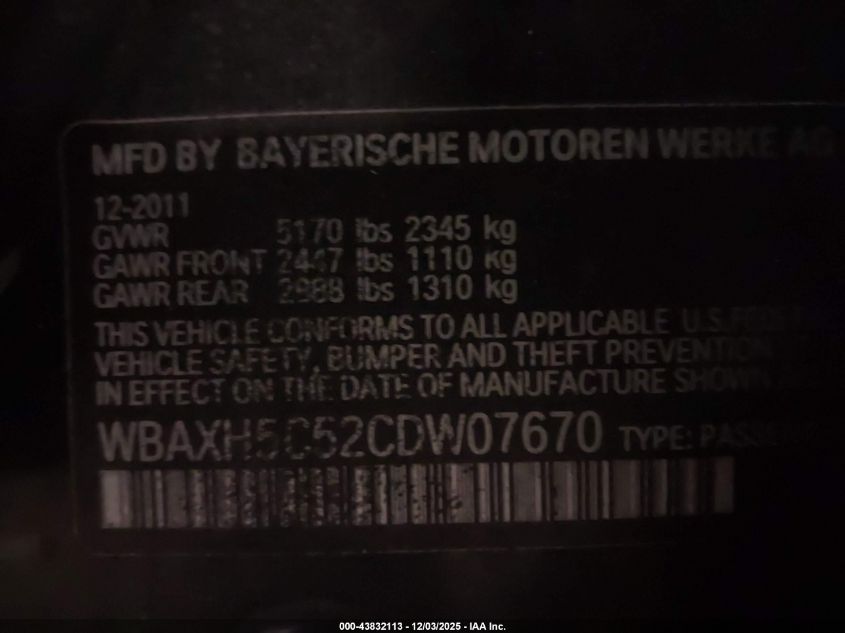 MFD BY BAYERISCHE MOTOREN WERKE AG
12-2011
GVWR 5170 lbs 2345 kg
GAWR FRONT 2447 lbs 1110 kg
GAWR REAR 2888 lbs 1310 kg
THIS VEHICLE CONFORMS TO ALL APPLICABLE U.S.
VEHICLE SAFETY, BUMPER AND THEFT PREVENTION
IN EFFECT ON THE DATE OF MANUFACTURE SHOWN
WBAXH5C52CDW07670 TYPE:
000-43832113 - 12/03/2025 - IAA Inc.